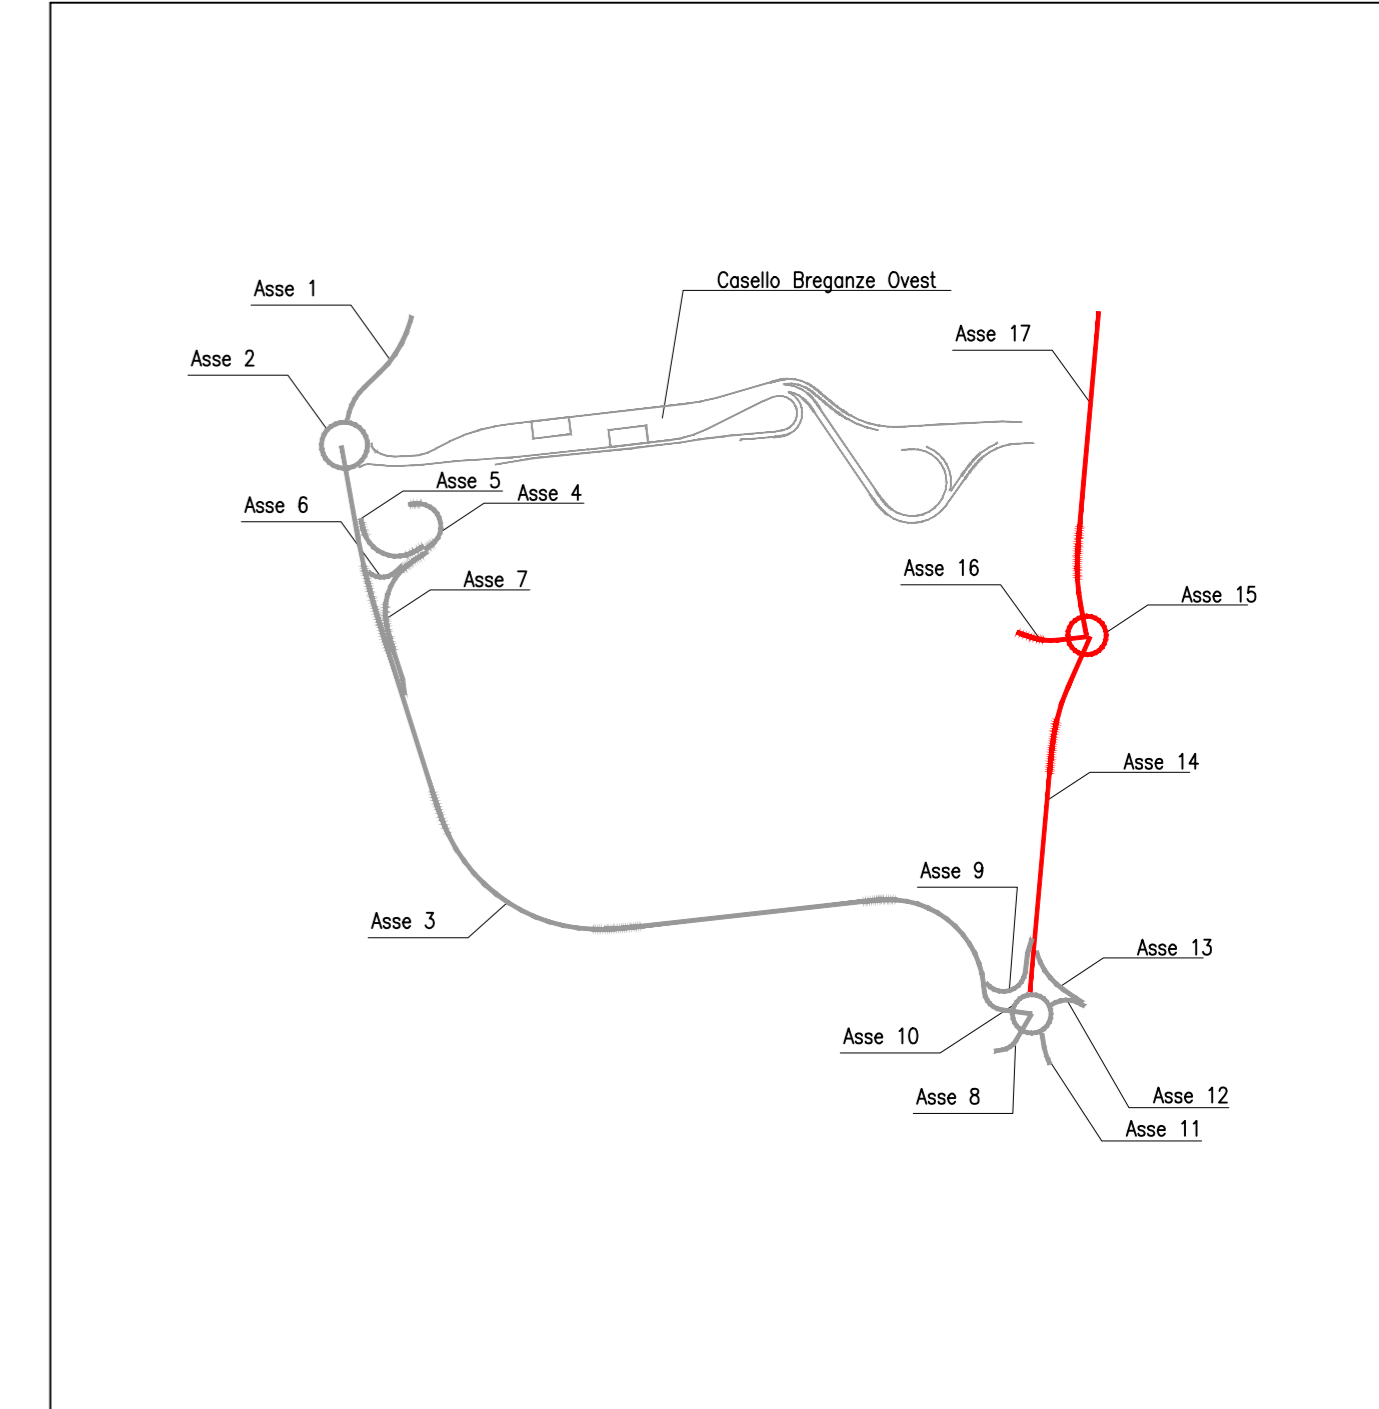 Casello Breganze Ovest
Asse 1
Asse 17
Asse 2
Asse 5
Asse 4
Asse 6
Asse 16
Asse 7
Asse 15
Asse 14
Asse 9
Asse 3
Asse 13
Asse 10
Asse 8
Asse 12
Asse 11